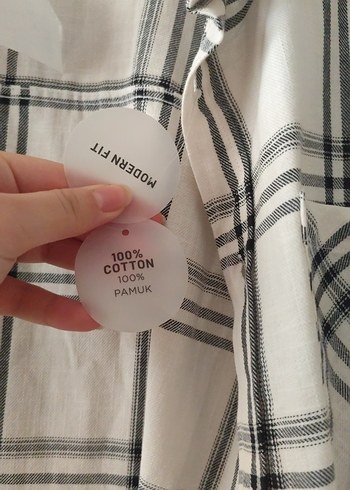 MODERN FIT
100%
COTTON
100%
PAMUK